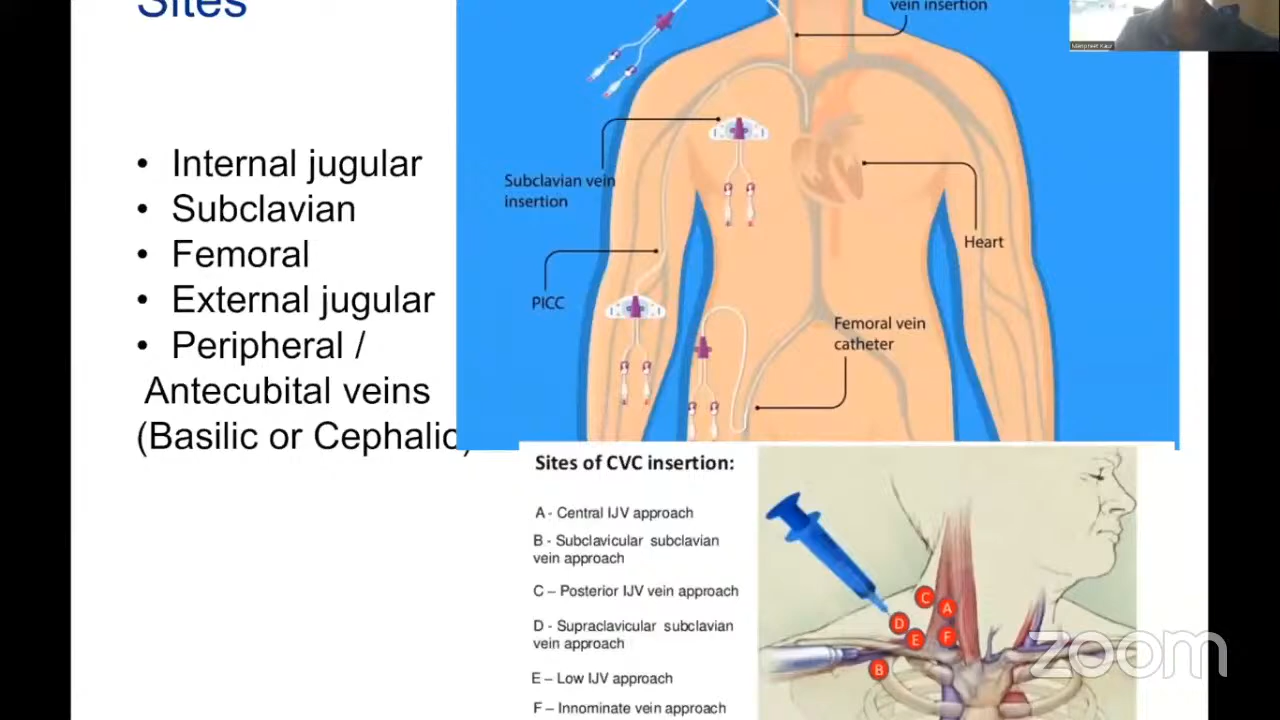 Sites
• Internal jugular
• Subclavian
• Femoral
• External jugular
• Peripheral /
Antecubital veins
(Basilic or Cephalic)
vein insertion
Manpreet Kaur
Subclavian vein
insertion
Heart
PICC
Femoral vein
catheter
Sites of CVC insertion:
A - Central IJV approach
B - Subclavicular subclavian
vein approach
C – Posterior IJV vein approach
D - Supraclavicular subclavian
vein approach
E – Low IJV approach
F – Innominate vein approach
C
A
D
E
F
B
zoom